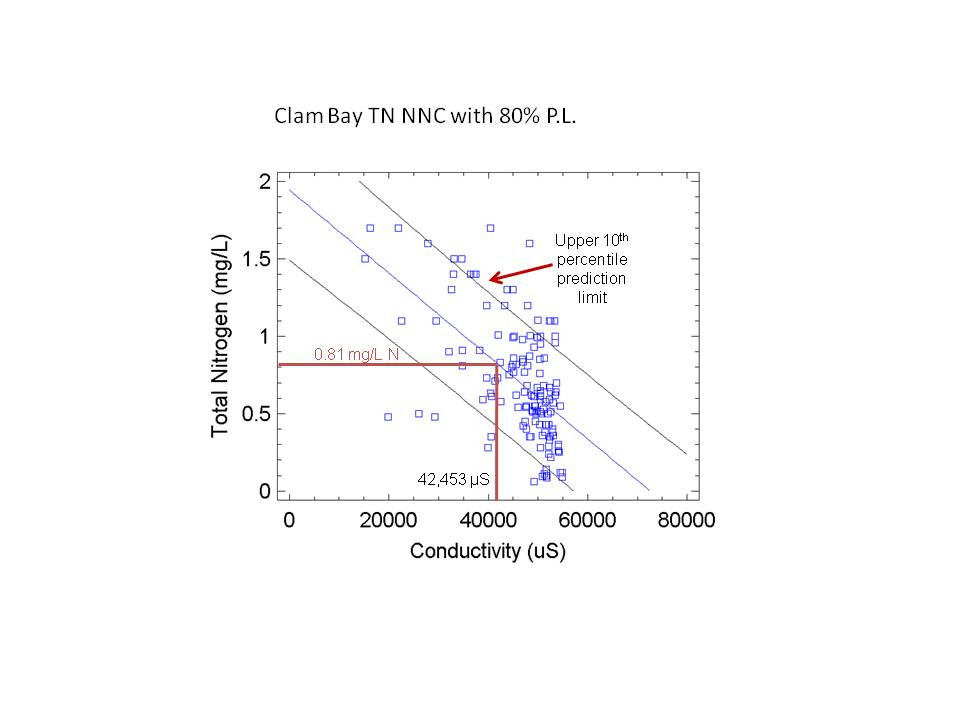 Clam Bay TN NNC with 80% P.L.
2
1.5
1
0.5
0
Total Nitrogen (mg/L)
Upper 10th
percentile
prediction
limit
0.81 mg/L N
42,453 µS
0 20000 40000 60000 80000
Conductivity (uS)